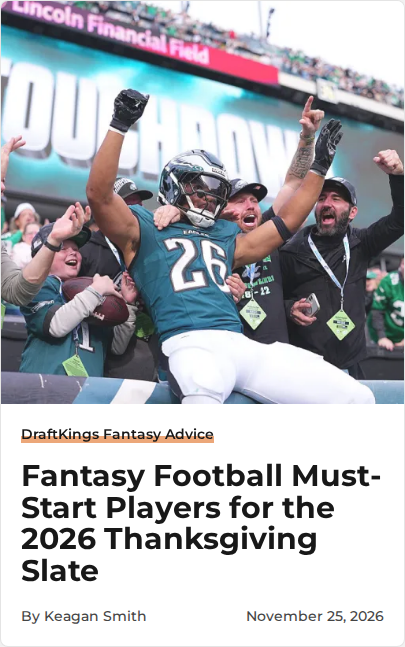 Lincoln Financial Field
TOUCHDOWN
EAGLES
26
DraftKings Fantasy Advice
Fantasy Football Must-
Start Players for the
2026 Thanksgiving
Slate
By Keagan Smith
November 25, 2026